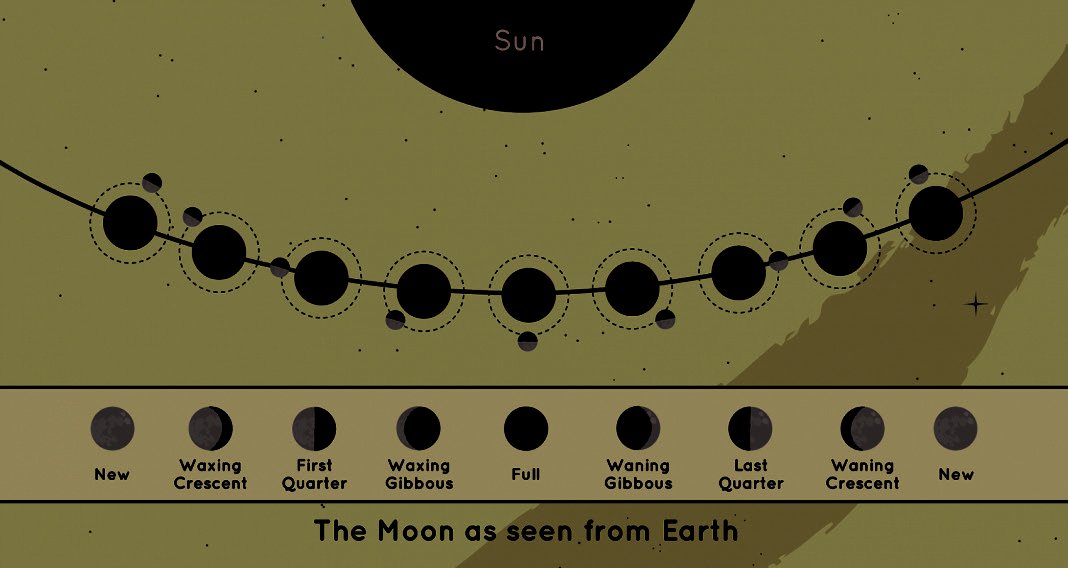 Sun
New
Waxing
Crescent
First
Quarter
Waxing
Gibbous
Full
Waning
Gibbous
Last
Quarter
Waning
Crescent
New
The Moon as seen from Earth